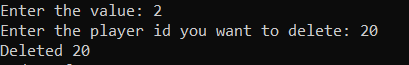 Enter the value: 2
Enter the player id you want to delete: 20
Deleted 20